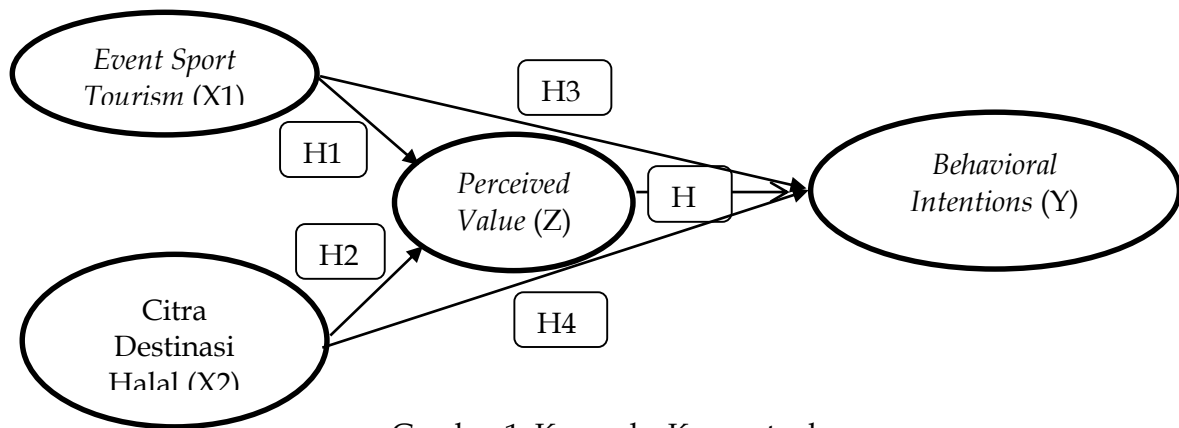 Event Sport
Tourism (X1)
H3
H1
Perceived
Value (Z)
H
Behavioral
Intentions (Y)
H2
Citra
Destinasi
Halal (X2)
H4